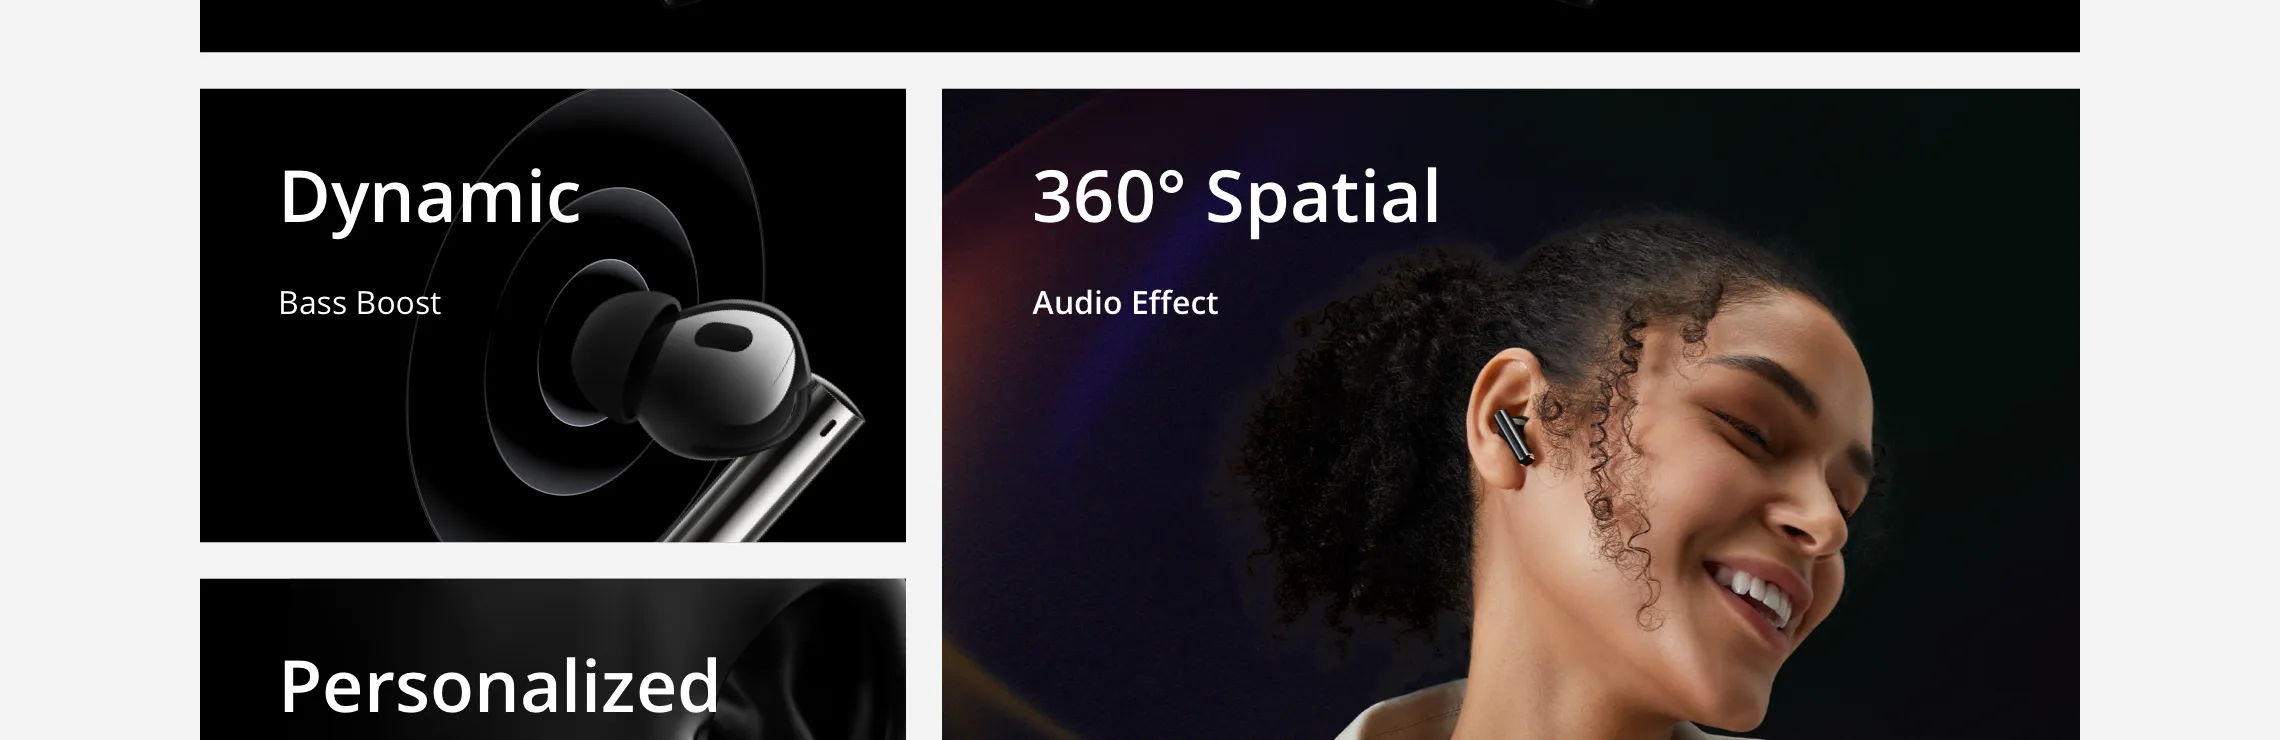 Dynamic
Bass Boost
360° Spatial
Audio Effect
Personalized